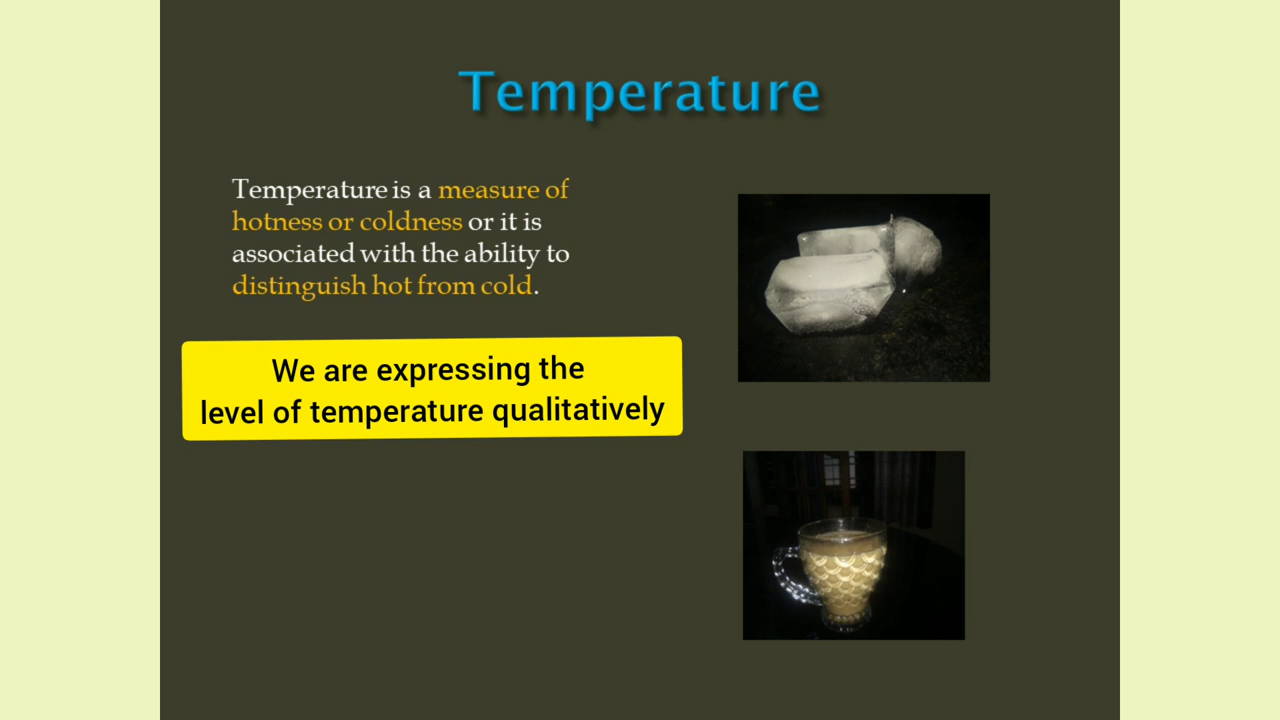 Temperature
Temperature is a measure of
hotness or coldness or it is
associated with the ability to
distinguish hot from cold.
We are expressing the
level of temperature qualitatively